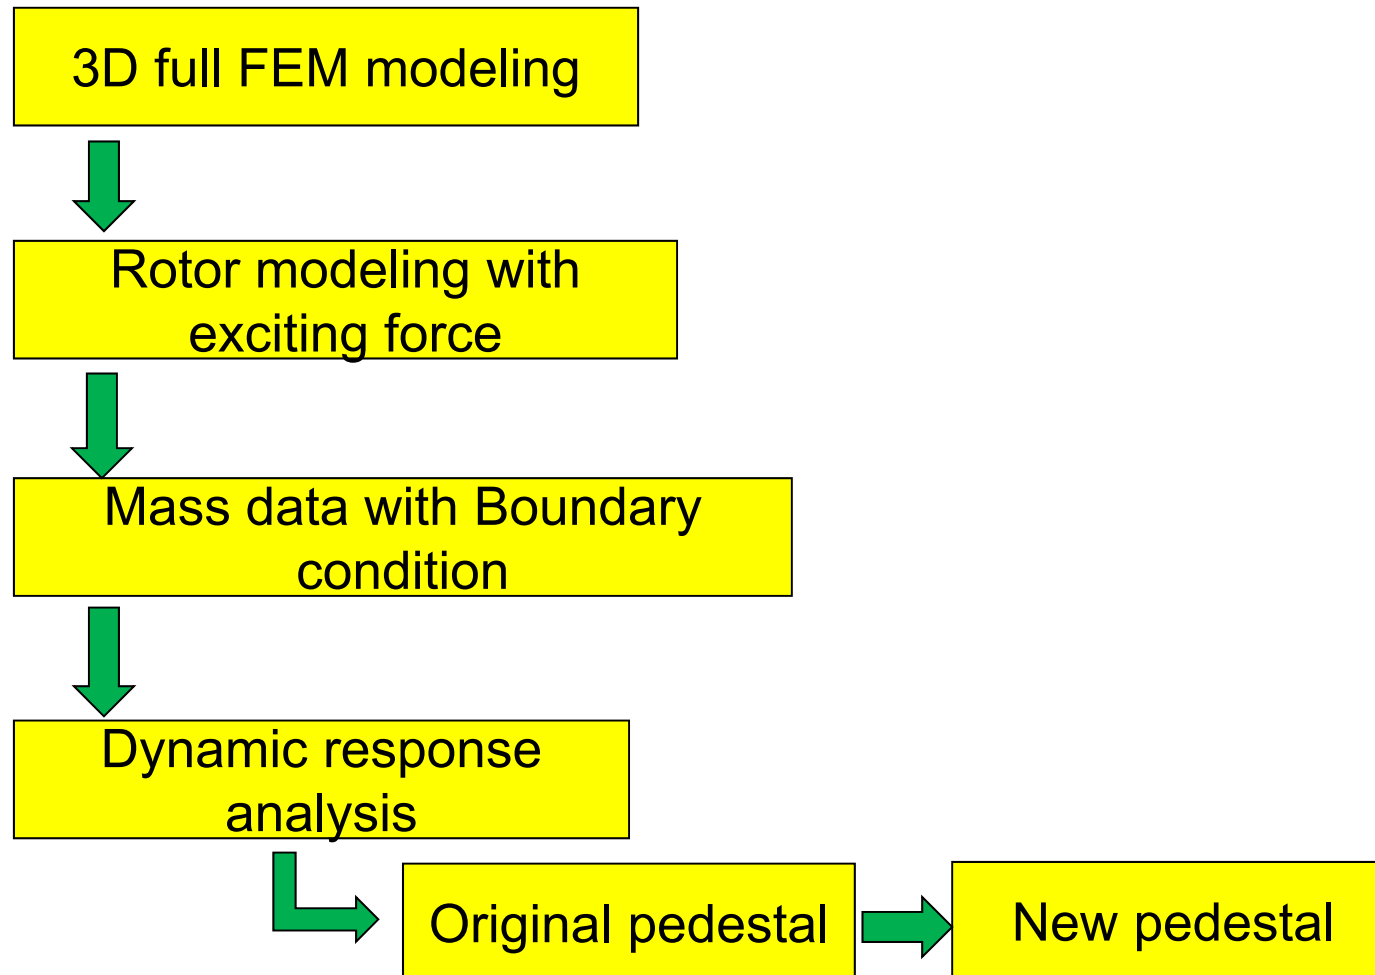 3D full FEM modeling
Rotor modeling with
exciting force
Mass data with Boundary
condition
Dynamic response
analysis
Original pedestal
New pedestal